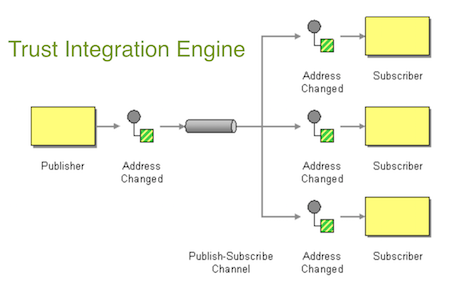 Trust Integration Engine
Address
Changed
Subscriber
Publisher
Address
Changed
Address
Changed
Subscriber
Publish-Subscribe
Channel
Address
Changed
Subscriber